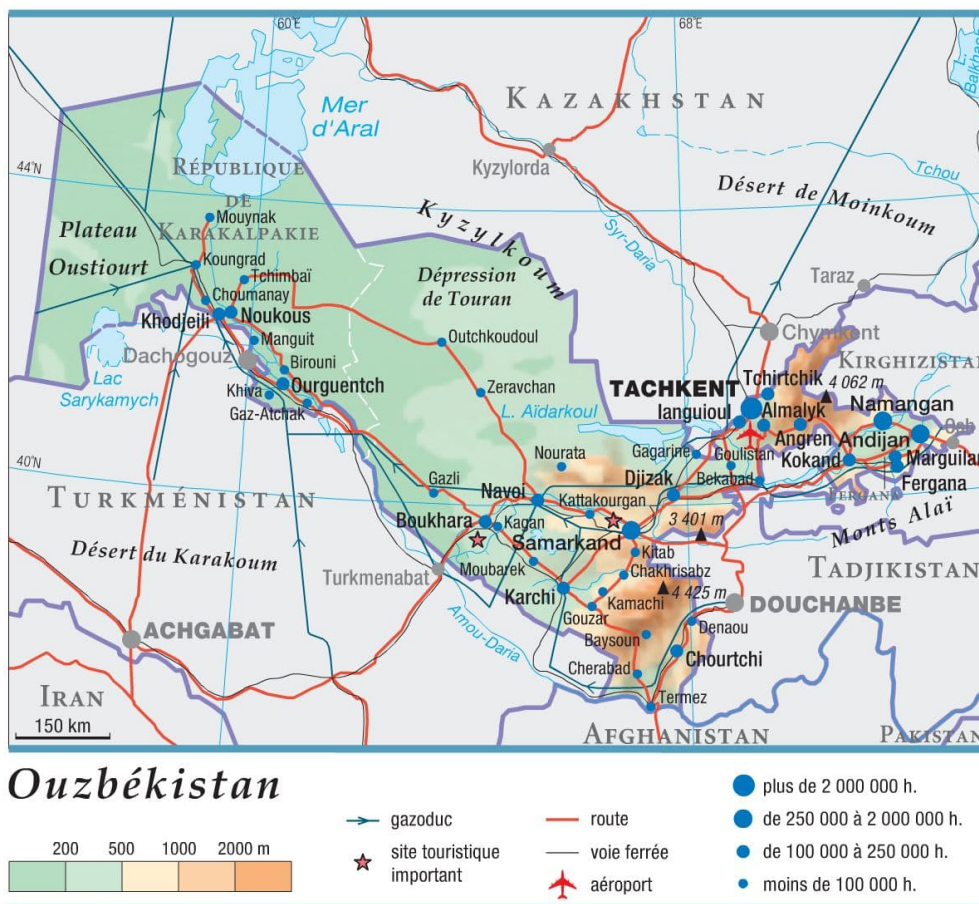 60°E
68°E
KAZAKHSTAN
Mer
d'Aral
Kyzylorda
Tchou
44°N
RÉPUBLIQUE
DE
KARAKALPAKIE
Mouynak
Désert de Moinkoum
Kyzylkoum
Syr-Daria
Plateau
Oustiourt
Koungrad
Tchimbaï
Choumanay
Dépression
de Touran
Taraz
Khodjeili
Noukous
Manguit
Outchkoudoul
Chymkent
KIRGHIZISTAN
Dachogouz
Birouni
Ourguentch
Lac
Sarykamych
Khiva
Gaz-Atchak
Zeravchan
L. Aïdarkoul
TACHKENT
Tchirtchik
4 062 m
Ianguioul
Almalyk
Namangan
Angren
Andijan
Osh
Gagarine
Goulistan
Kokand
Marguilan
40°N
Nourata
Djizak
Bekabad
Fergana
FERGANA
Gazli
Navoï
Kattakourgan
TURKMÉNISTAN
Boukhara
Kagan
Samarkand
3 401 m
Monts Alaï
Désert du Karakoum
Turkmenabat
Moubarek
Kitab
Chakhrisabz
TADJIKISTAN
Karchi
Kamachi
4 425 m
DOUCHANBE
Gouzar
Denaou
ACHGABAT
Amou-Daria
Baysoun
Chourtchi
Cherabad
IRAN
Termez
150 km
AFGHANISTAN
PAKISTAN
Ouzbékistan
200 500 1000 2000 m
gazoduc
site touristique
important
route
voie ferrée
aéroport
plus de 2 000 000 h.
de 250 000 à 2 000 000 h.
de 100 000 à 250 000 h.
moins de 100 000 h.